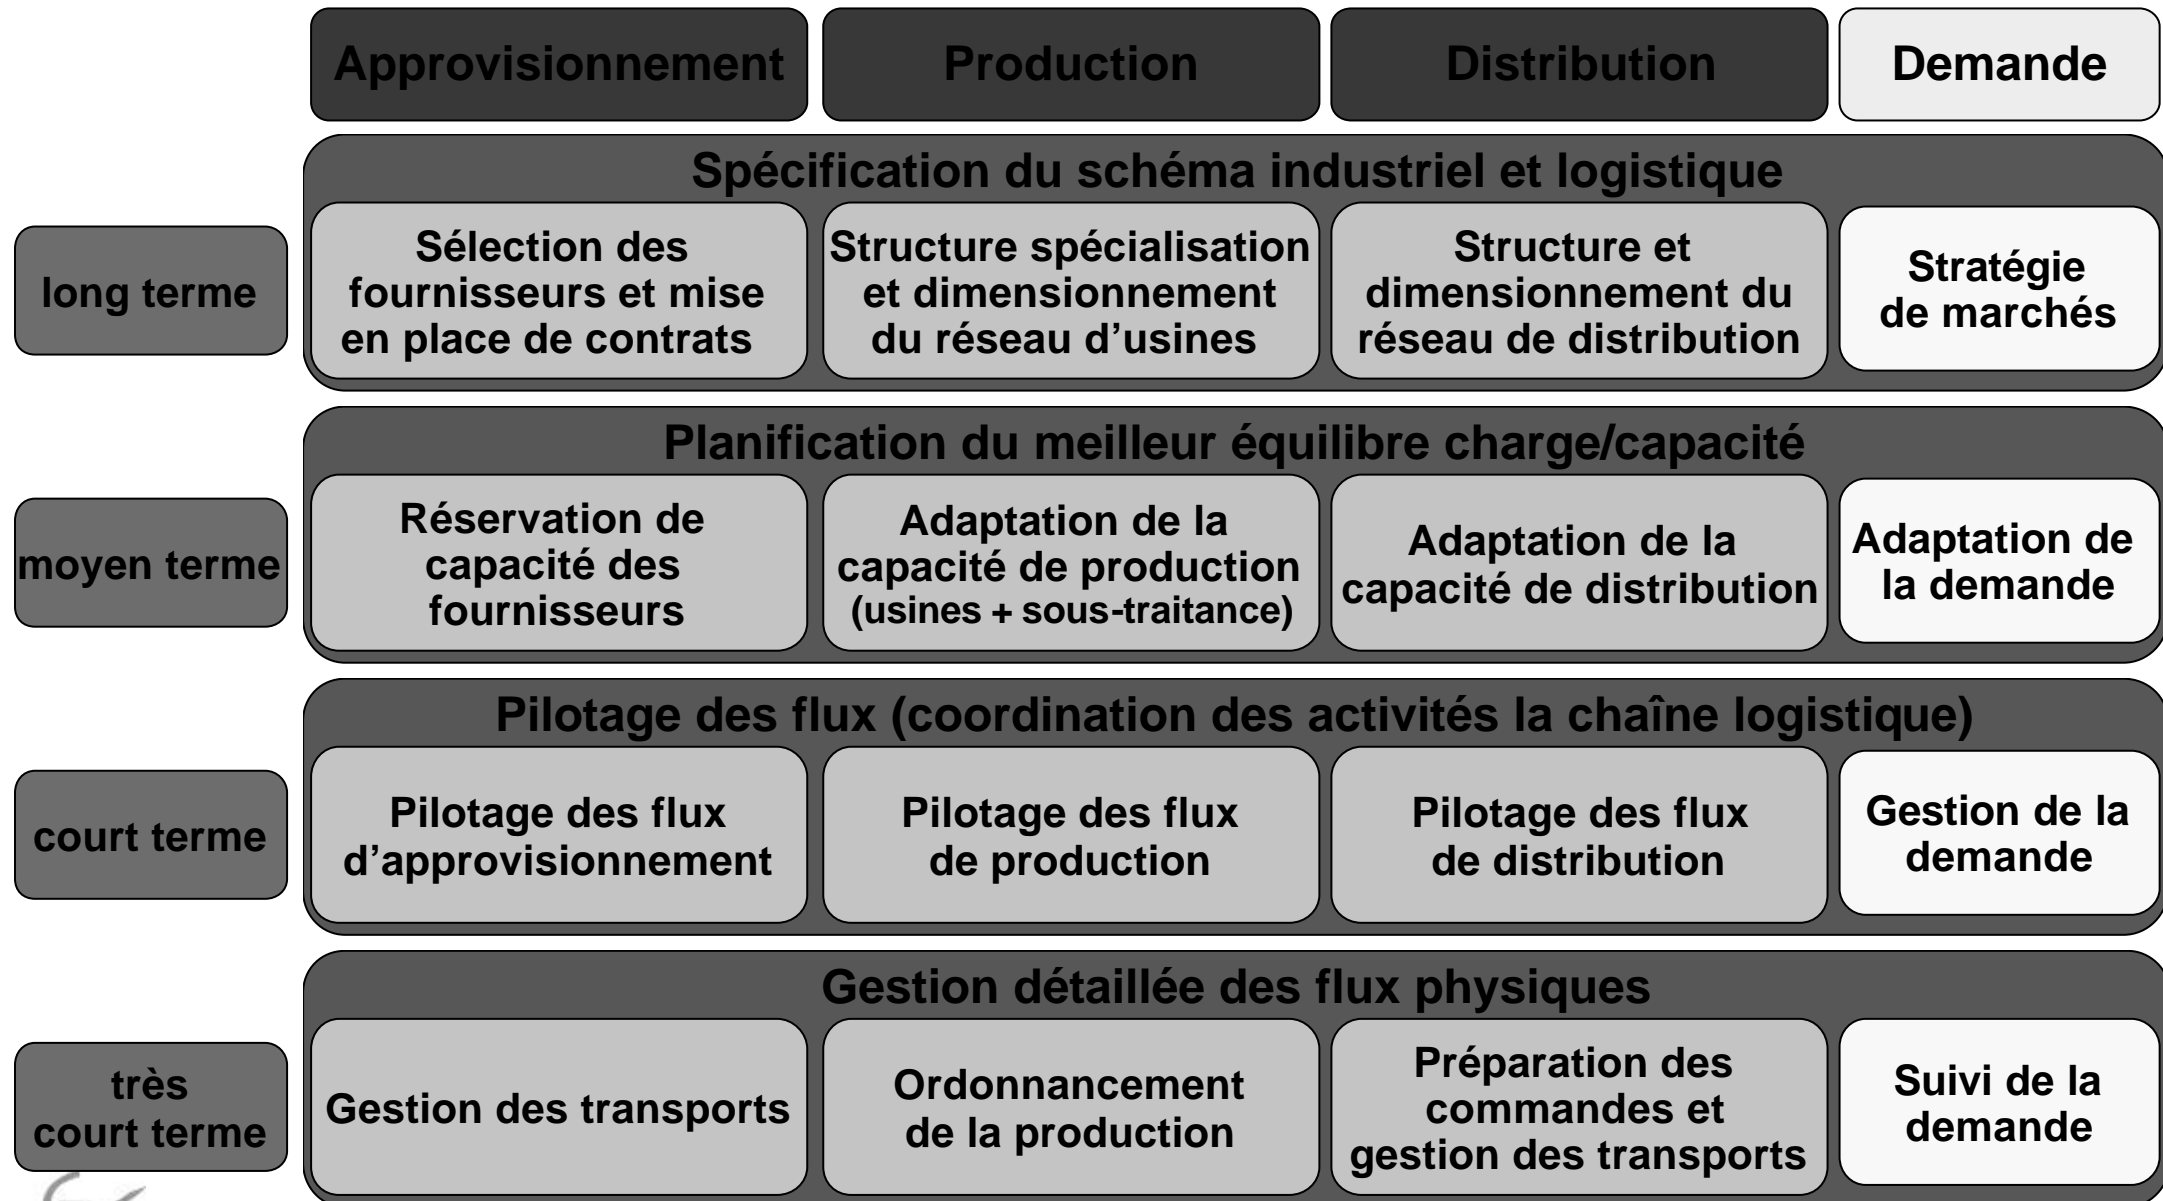 Approvisionnement
Production
Distribution
Demande
Spécification du schéma industriel et logistique
long terme
Sélection des
fournisseurs et mise
en place de contrats
Structure spécialisation
et dimensionnement
du réseau d’usines
Structure et
dimensionnement du
réseau de distribution
Stratégie
de marchés
Planification du meilleur équilibre charge/capacité
moyen terme
Réservation de
capacité des
fournisseurs
Adaptation de la
capacité de production
(usines + sous-traitance)
Adaptation de la
capacité de distribution
Adaptation de
la demande
Pilotage des flux (coordination des activités la chaîne logistique)
court terme
Pilotage des flux
d’approvisionnement
Pilotage des flux
de production
Pilotage des flux
de distribution
Gestion de la
demande
Gestion détaillée des flux physiques
très
court terme
Gestion des transports
Ordonnancement
de la production
Préparation des
commandes et
gestion des transports
Suivi de la
demande